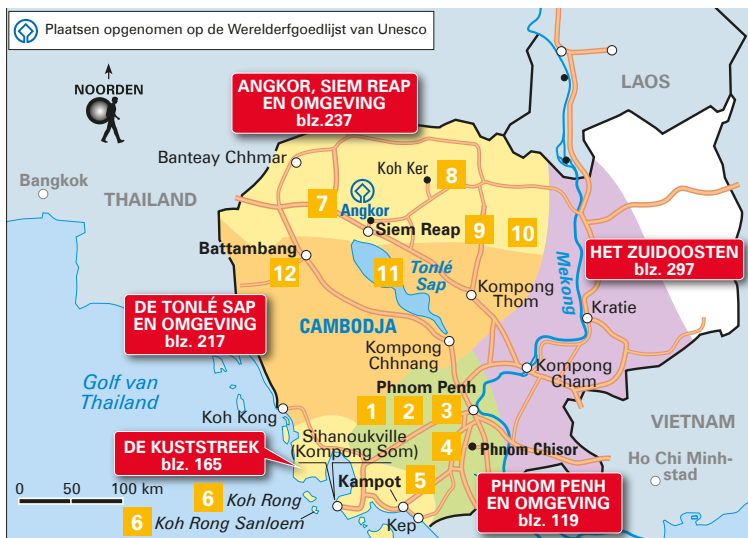 Plaatsen opgenomen op de Werelderfgoedlijst van Unesco
NOORDEN
ANGKOR, SIEM REAP
EN OMGEVING
blz.237
LAOS
Banteay Chhmar
Koh Ker
8
Bangkok
THAILAND
7
Angkor
Siem Reap
9
10
Battambang
12
11
Tonlé
Sap
Mekong
HET ZUIDOOSTEN
blz. 297
Kompong
Thom
DE TONLÉ SAP
EN OMGEVING
blz. 217
CAMBODJA
Kratie
Kompong
Chhnang
Kompong
Cham
Golf van
Thailand
Phnom Penh
1
2
3
Koh Kong
Sihanoukville
(Kompong Som)
4
Phnom Chisor
VIETNAM
DE KUSTSTREEK
blz. 165
Ho Chi Minh-
stad
Kampot
5
PHNOM PENH
EN OMGEVING
blz. 119
0
50
100 km
6
Koh Rong
6
Koh Rong Sanloem
Kep